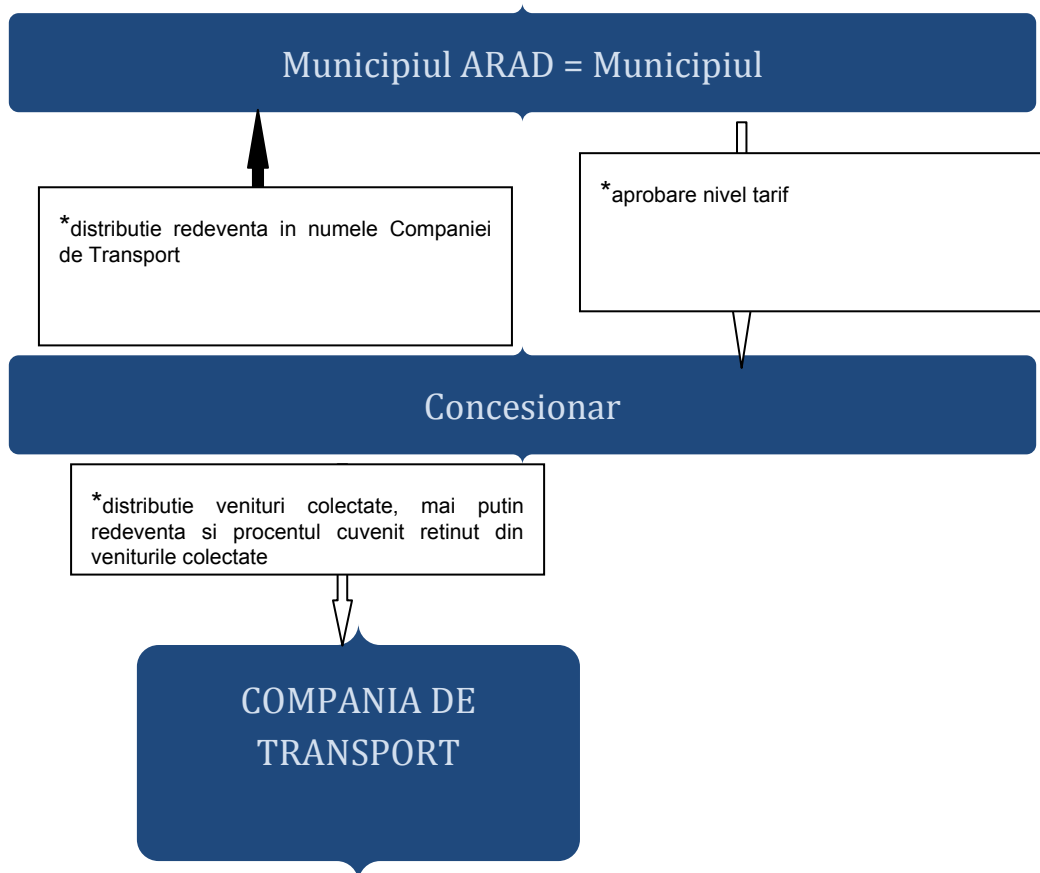 Municipiul ARAD = Municipiul
*distributie redeventa in numele Companiei
de Transport
*aprobare nivel tarif
Concesionar
*distributie venituri colectate, mai putin
redeventa si procentul cuvenit retinut din
veniturile colectate
COMPANIA DE
TRANSPORT